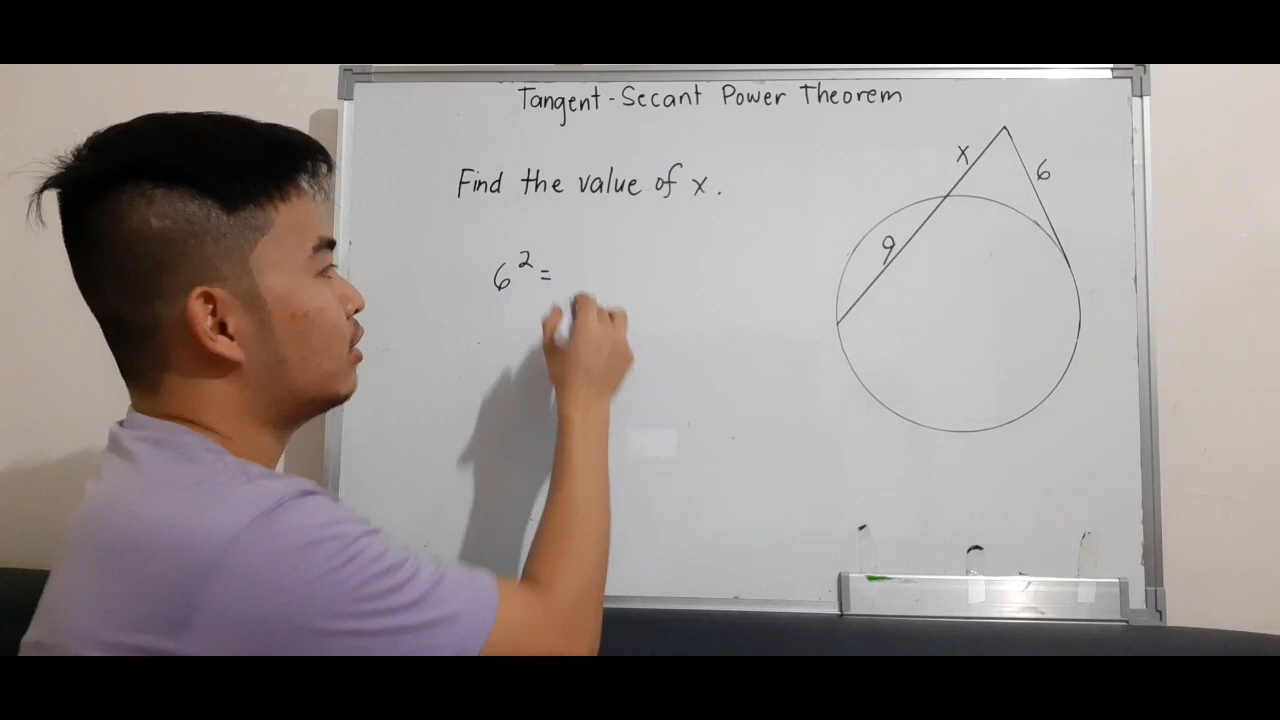 Tangent-Secant Power Theorem
Find the value of x.
x
6
9
6² =